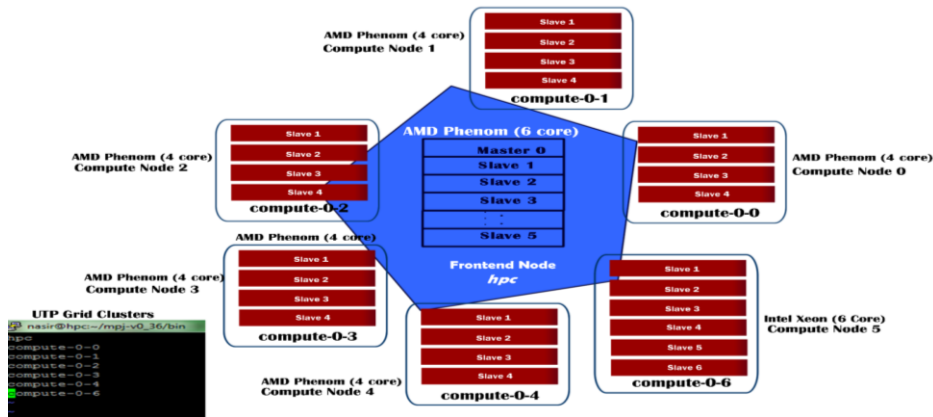 AMD Phenom (4 core)
Compute Node 1
Slave 1
Slave 2
Slave 3
Slave 4
compute-0-1
AMD Phenom (4 core)
Compute Node 2
Slave 1
Slave 2
Slave 3
Slave 4
compute-0-2
AMD Phenom (6 core)
Master 0
Slave 1
Slave 2
Slave 3
: :
Slave 5
Frontend Node
hpc
Slave 1
Slave 2
Slave 3
Slave 4
compute-0-0
AMD Phenom (4 core)
Compute Node 0
AMD Phenom (4 core)
AMD Phenom (4 core)
Compute Node 3
Slave 1
Slave 2
Slave 3
Slave 4
compute-0-3
Slave 1
Slave 2
Slave 3
Slave 4
Slave 5
Slave 6
compute-0-6
Intel Xeon (6 Core)
Compute Node 5
AMD Phenom (4 core)
Compute Node 4
Slave 1
Slave 2
Slave 3
Slave 4
compute-0-4
UTP Grid Clusters
nasir@hpc:~/mpj-v0_36/bin
hpc
compute-0-0
compute-0-1
compute-0-2
compute-0-3
compute-0-4
compute-0-6